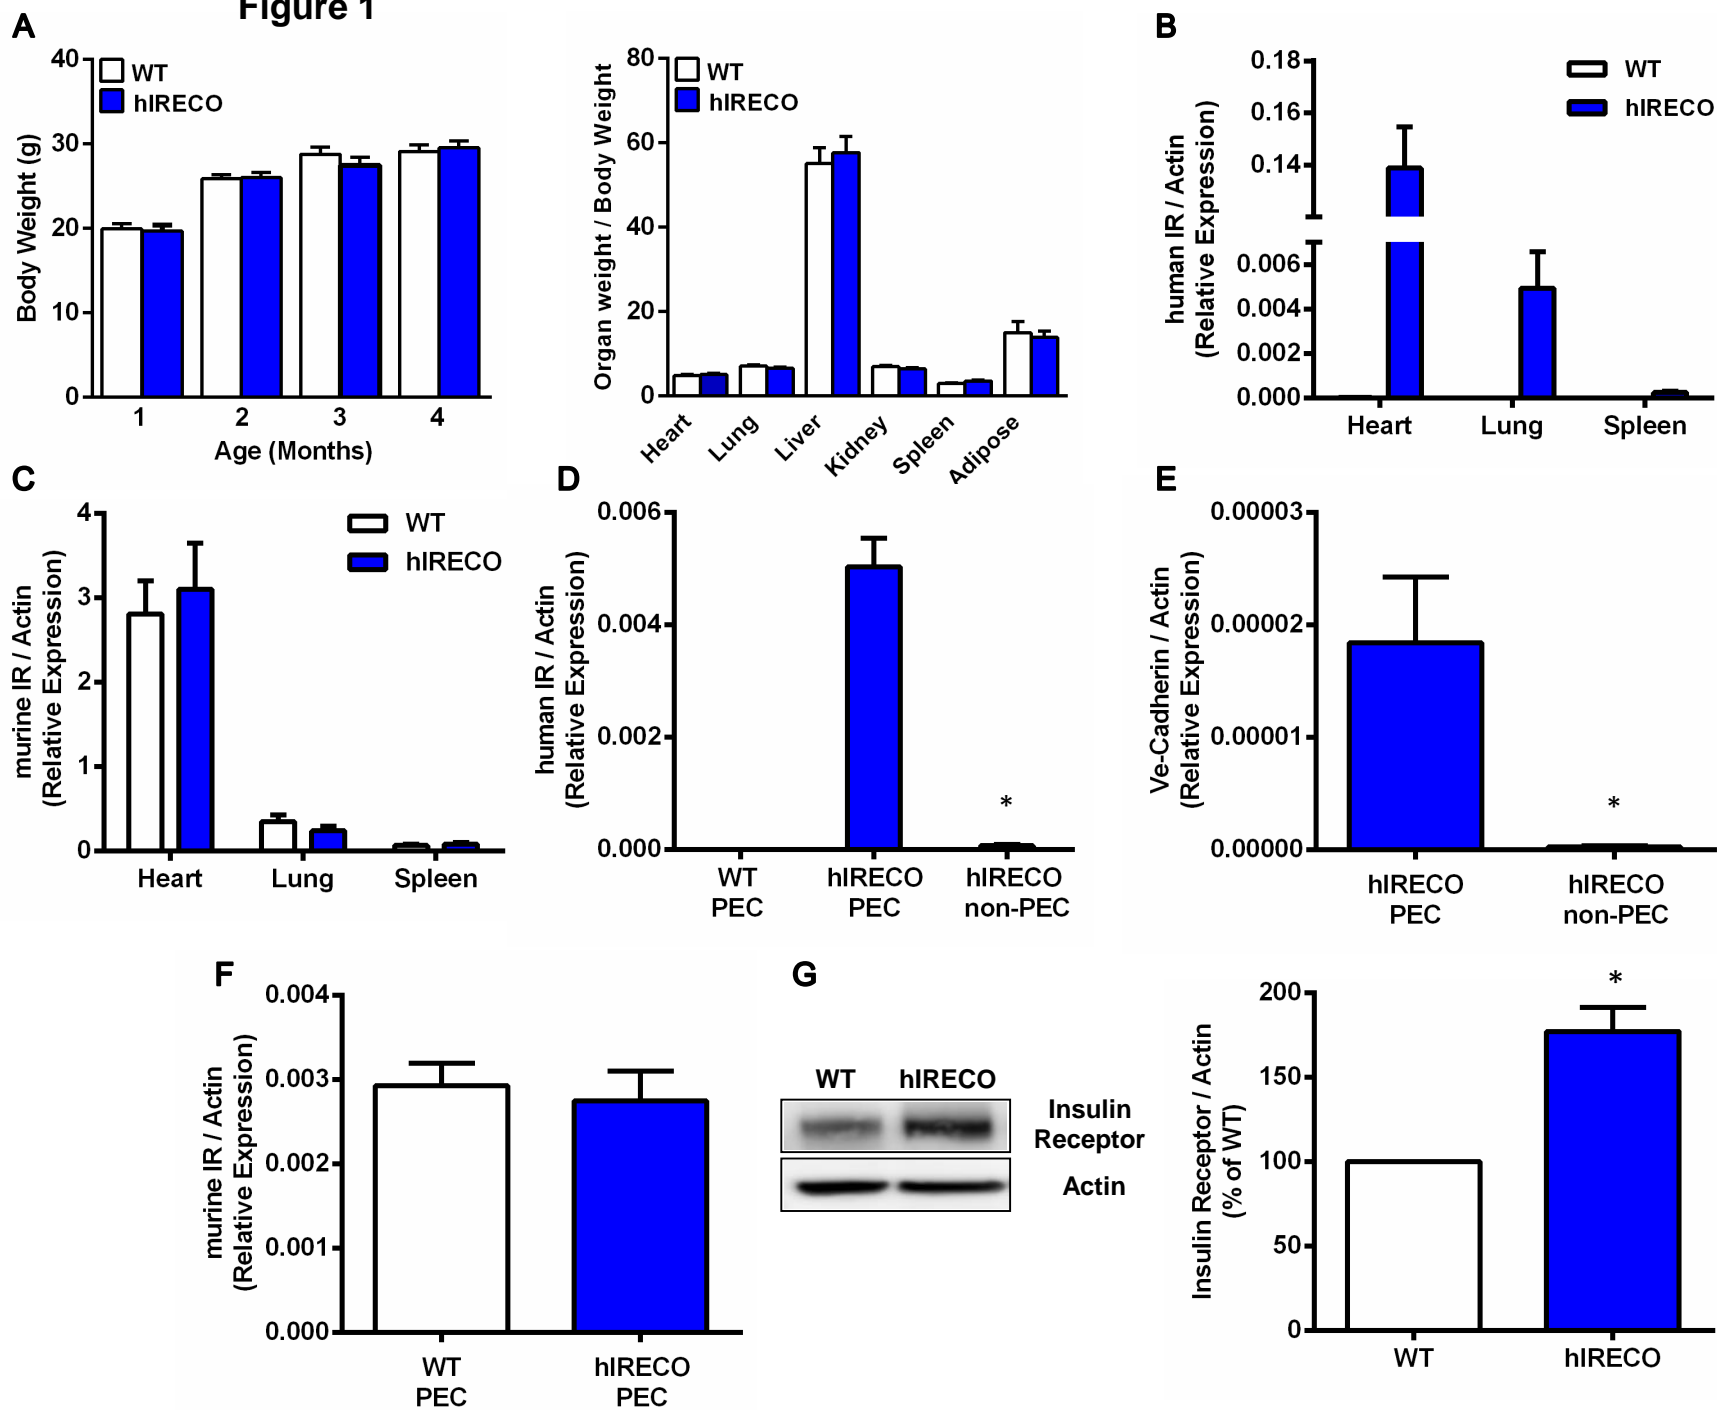 Figure 1
A
40
30
20
10
0
Body Weight (g)
WT
hIRECO
1 2 3 4
Age (Months)
80
60
40
20
0
Organ weight / Body Weight
WT
hIRECO
Heart Lung Liver Kidney Spleen Adipose
B
0.18
0.16
0.14
0.006
0.004
0.002
0.000
human IR / Actin
(Relative Expression)
WT
hIRECO
Heart Lung Spleen
C
4
3
2
1
0
murine IR / Actin
(Relative Expression)
WT
hIRECO
Heart Lung Spleen
D
0.006
0.004
0.002
0.000
human IR / Actin
(Relative Expression)
*
WT hIRECO hIRECO
PEC PEC non-PEC
E
0.00003
0.00002
0.00001
0.00000
Ve-Cadherin / Actin
(Relative Expression)
*
hIRECO hIRECO
PEC non-PEC
F
0.004
0.003
0.002
0.001
0.000
murine IR / Actin
(Relative Expression)
WT hIRECO
PEC PEC
G
WT hIRECO
Insulin
Receptor
Actin
200
150
100
50
0
Insulin Receptor / Actin
(% of WT)
*
WT hIRECO